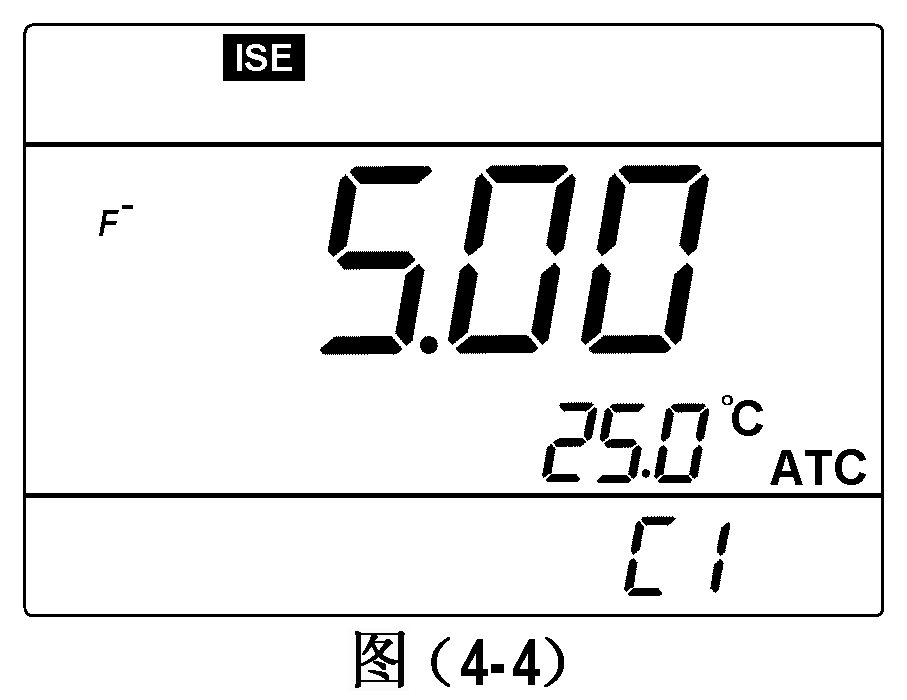 ISE
F⁻
5.00
25.0 °C
ATC
C1
图（4-4）